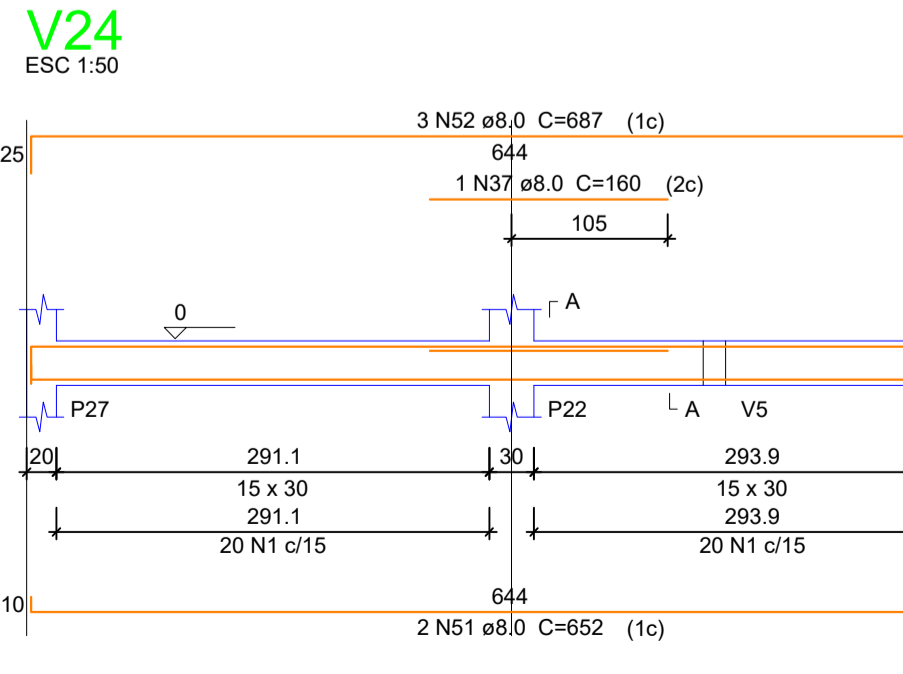 V24
ESC 1:50
3 N52 ø8.0 C=687 (1c)
25
644
1 N37 ø8.0 C=160 (2c)
105
0
A
P27
P22
A
V5
20
291.1
30
293.9
15 x 30
15 x 30
291.1
293.9
20 N1 c/15
20 N1 c/15
10
644
2 N51 ø8.0 C=652 (1c)